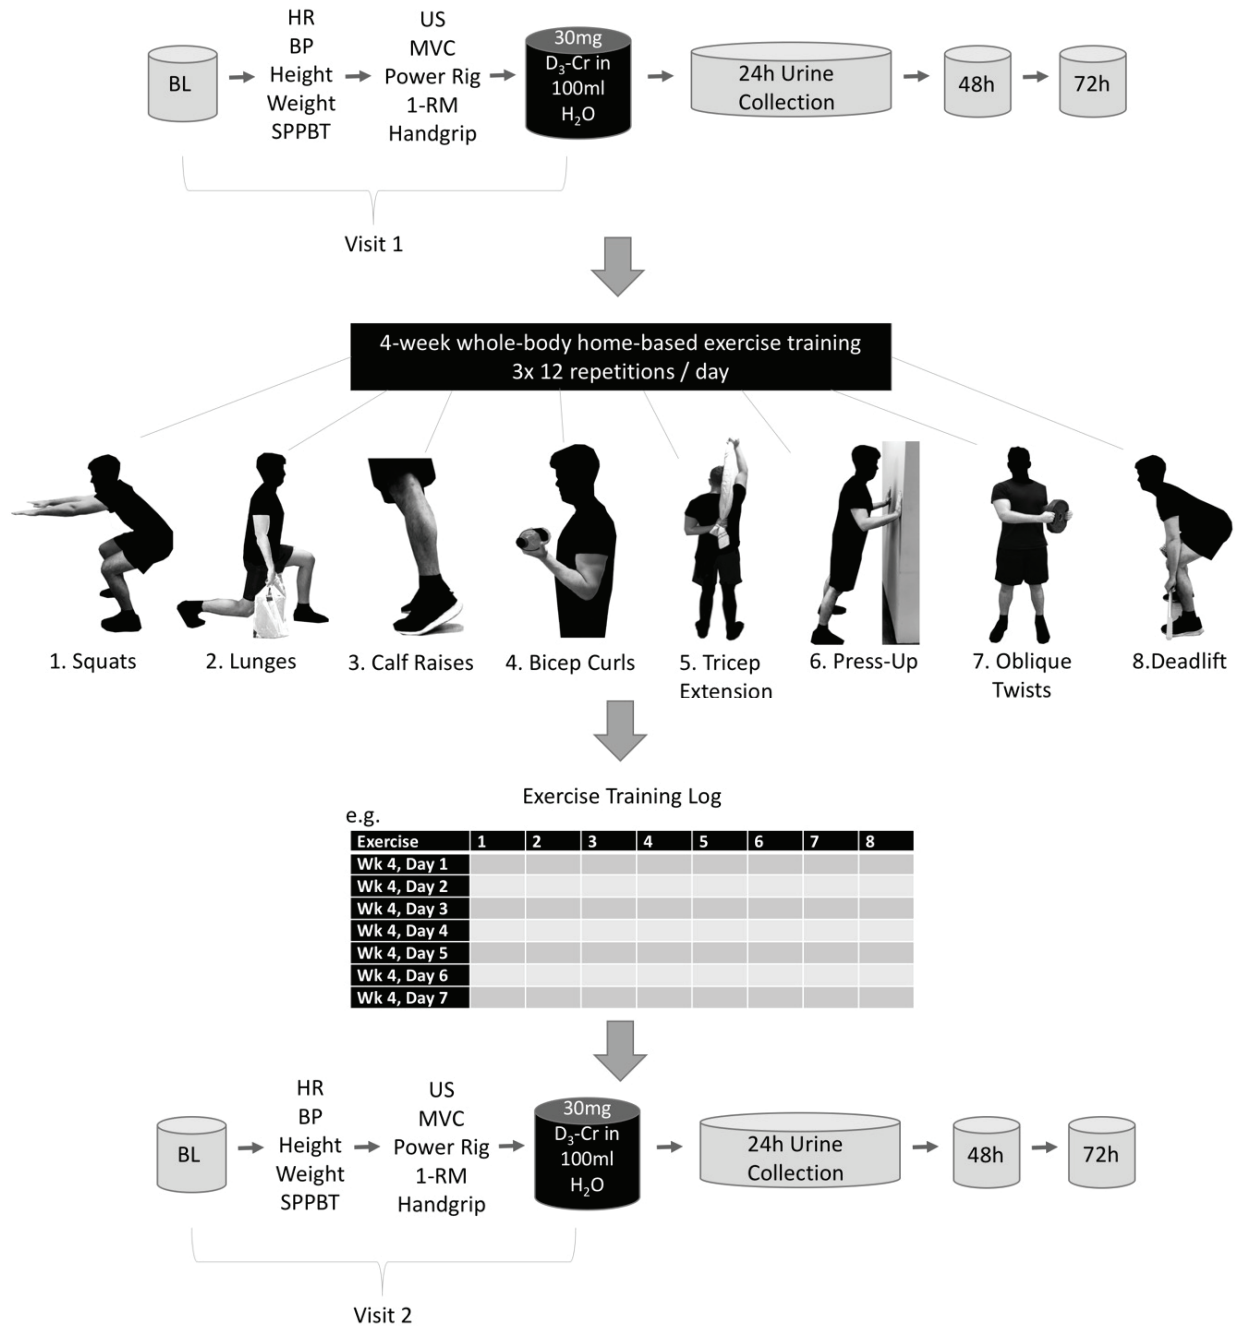 BL
HR
BP
Height
Weight
SPPBT
US
MVC
Power Rig
1-RM
Handgrip
30mg
D3-Cr in
100ml
H2O
24h Urine
Collection
48h
72h
Visit 1
4-week whole-body home-based exercise training
3x 12 repetitions / day
1. Squats
2. Lunges
3. Calf Raises
4. Bicep Curls
5. Tricep
Extension
6. Press-Up
7. Oblique
Twists
8.Deadlift
Exercise Training Log
e.g.
Exercise 1 2 3 4 5 6 7 8
Wk 4, Day 1
Wk 4, Day 2
Wk 4, Day 3
Wk 4, Day 4
Wk 4, Day 5
Wk 4, Day 6
Wk 4, Day 7
BL
HR
BP
Height
Weight
SPPBT
US
MVC
Power Rig
1-RM
Handgrip
30mg
D3-Cr in
100ml
H2O
24h Urine
Collection
48h
72h
Visit 2